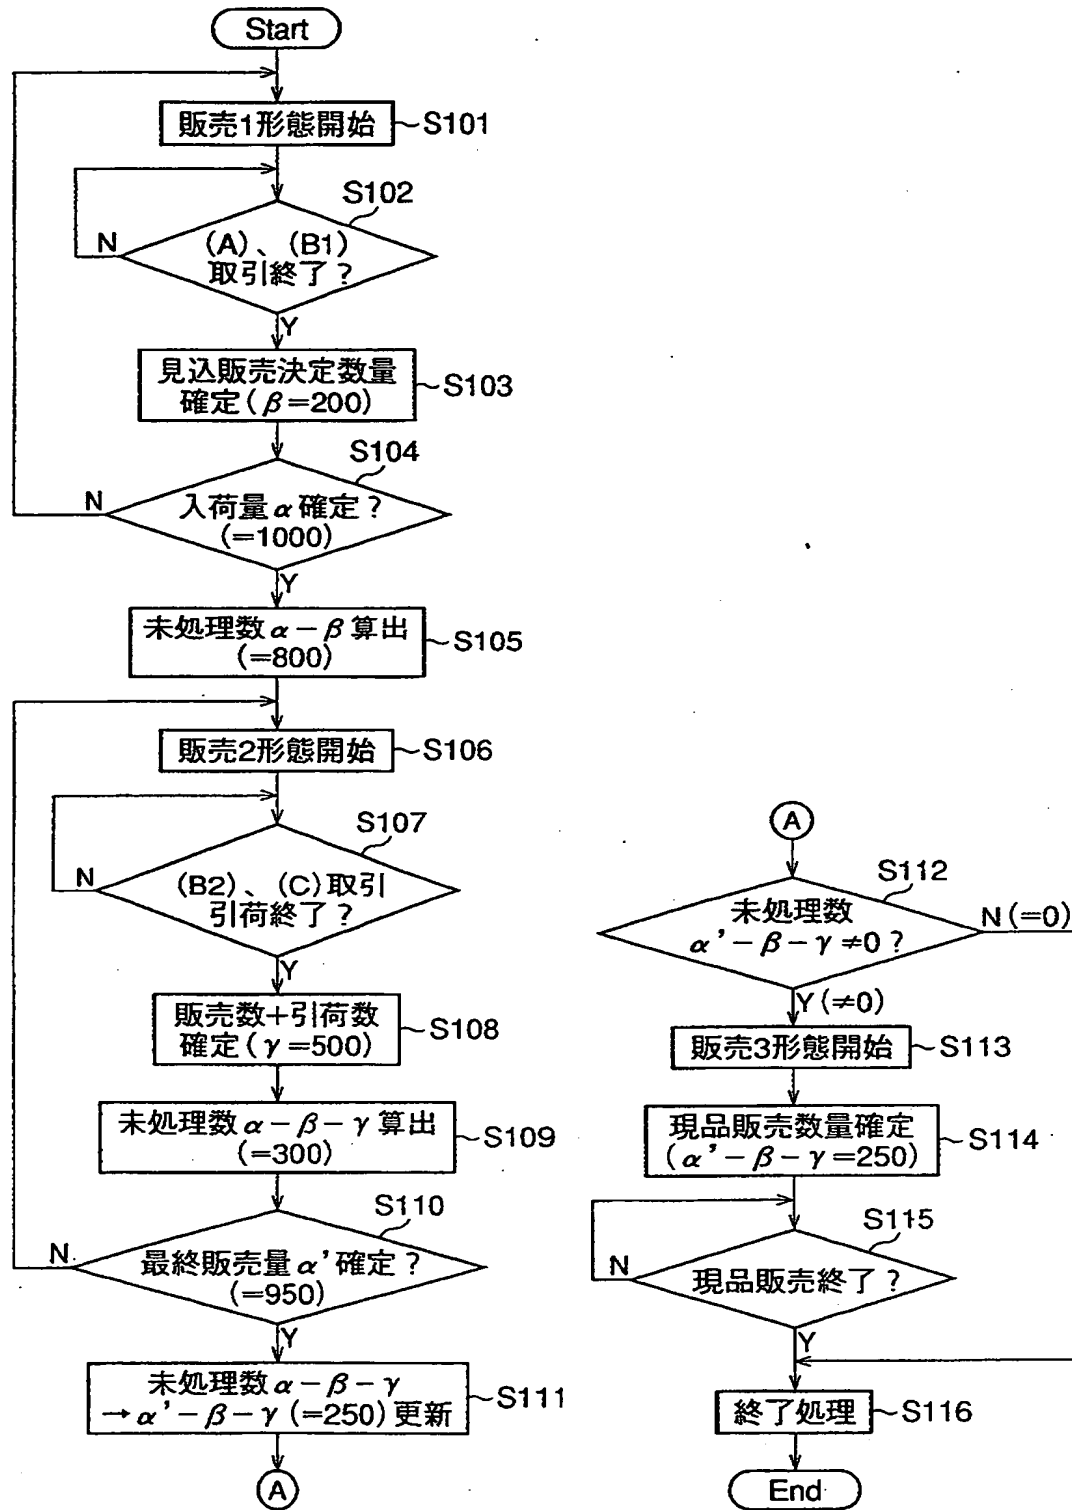 Start
販売1形態開始
S101
S102
N
(A)、(B1)
取引終了?
Y
見込販売決定数量
確定(β=200)
S103
S104
N
入荷量α確定?
(=1000)
Y
未処理数α-β算出
(=800)
S105
販売2形態開始
S106
S107
N
(B2)、(C)取引
引荷終了?
Y
販売数+引荷数
確定(γ=500)
S108
未処理数α-β-γ算出
(=300)
S109
S110
N
最終販売量α'確定?
(=950)
Y
未処理数α-β-γ
→α'-β-γ(=250)更新
S111
A
A
S112
未処理数
α'-β-γ≠0?
N(=0)
Y(≠0)
販売3形態開始
S113
現品販売数量確定
(α'-β-γ=250)
S114
S115
N
現品販売終了?
Y
終了処理
S116
End